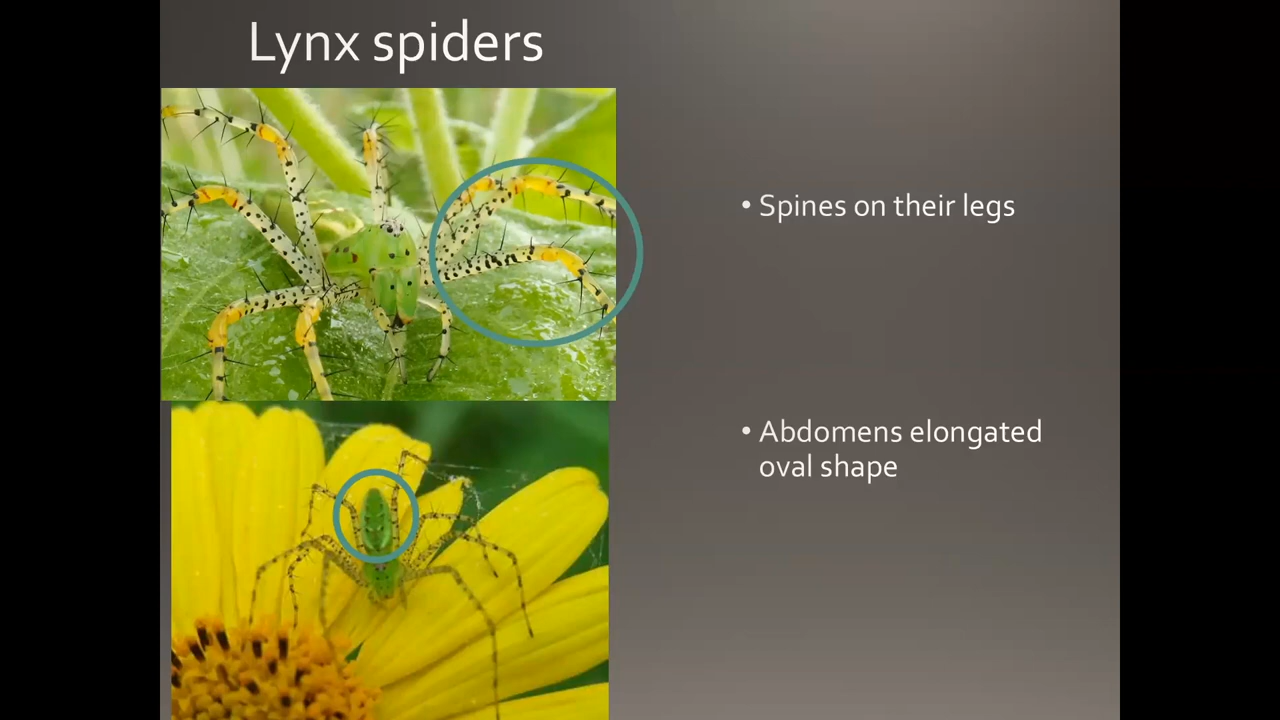 Lynx spiders
• Spines on their legs
• Abdomens elongated
oval shape